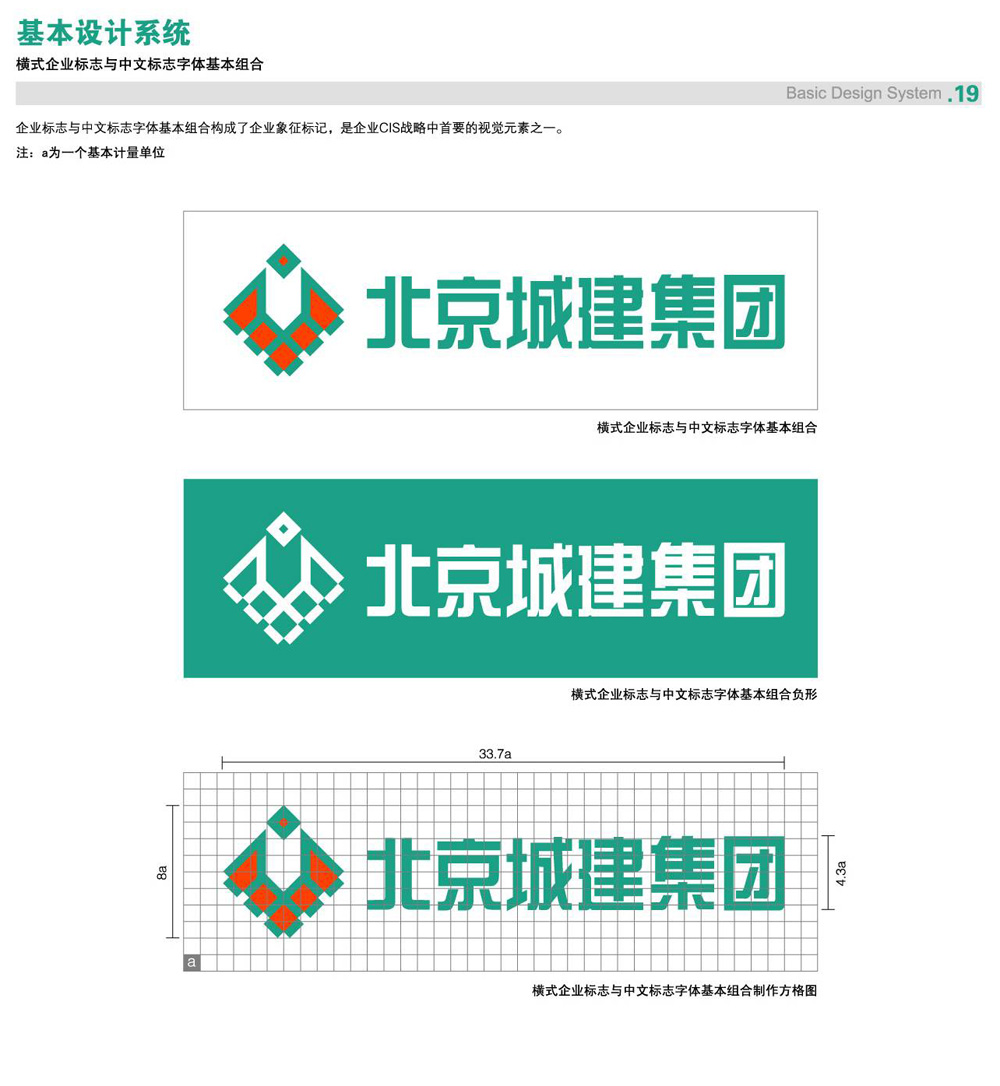 基本设计系统
横式企业标志与中文标志字体基本组合
Basic Design System .19
企业标志与中文标志字体基本组合构成了企业象征标记，是企业CIS战略中首要的视觉元素之一。
注：a为一个基本计量单位
北京城建集团
横式企业标志与中文标志字体基本组合
北京城建集团
横式企业标志与中文标志字体基本组合负形
33.7a
8a
北京城建集团
4.3a
a
横式企业标志与中文标志字体基本组合制作方格图